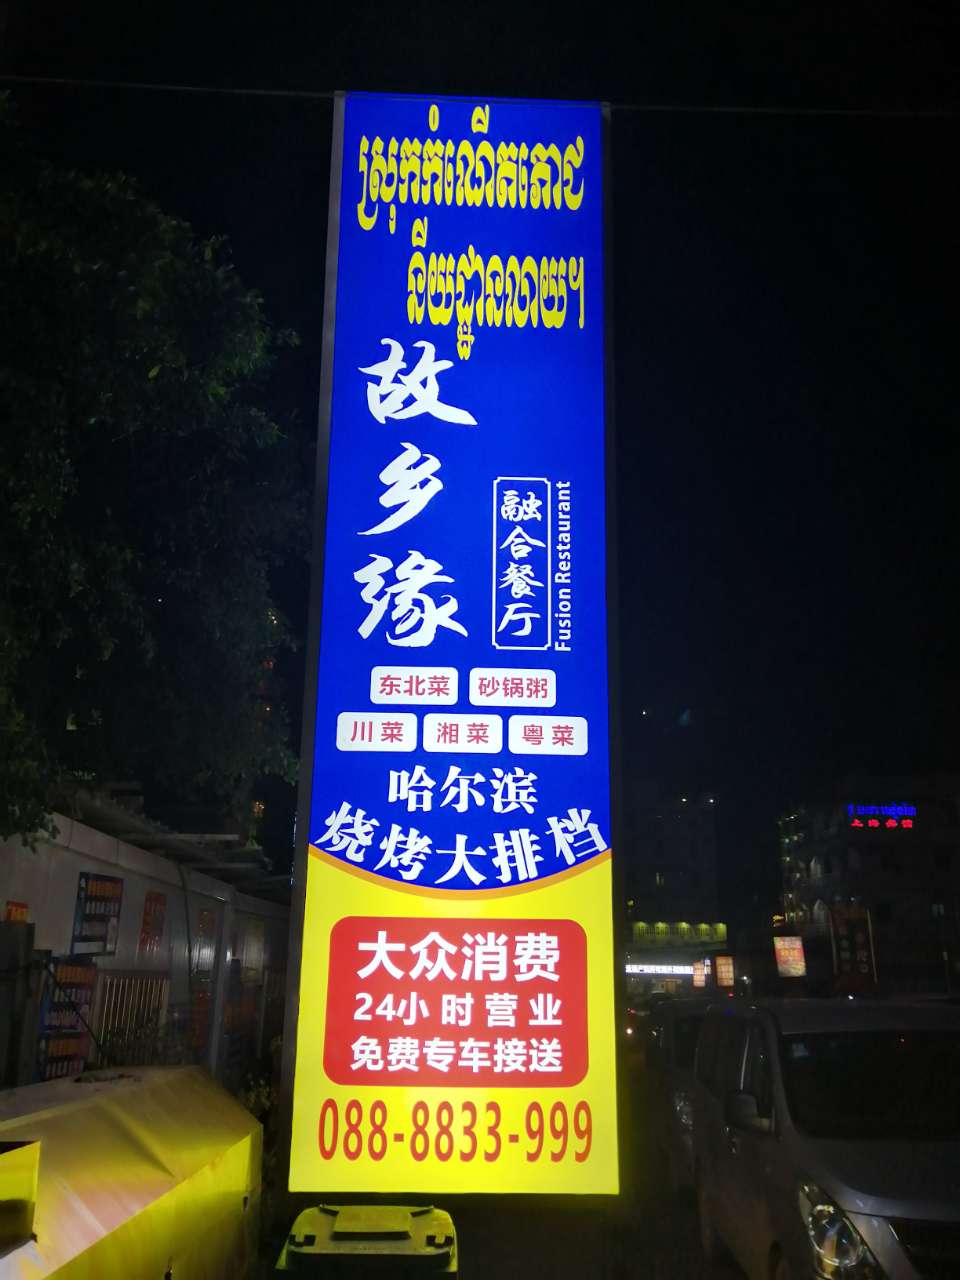 ស្រុកកំណើតភោជ
នីយដ្ឋានលាយ។
故乡缘
融合餐厅
Fusion Restaurant
东北菜 砂锅粥
川菜 湘菜 粤菜
哈尔滨
烧烤大排档
大众消费
24小时营业
免费专车接送
088-8833-999